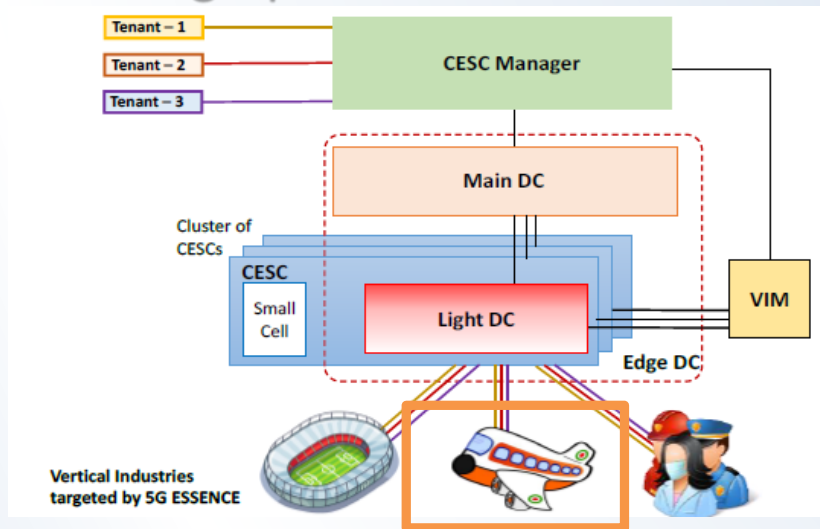 Tenant – 1
Tenant – 2
Tenant – 3
CESC Manager
Main DC
Cluster of
CESCs
CESC
Small
Cell
Light DC
VIM
Edge DC
Vertical Industries
targeted by 5G ESSENCE